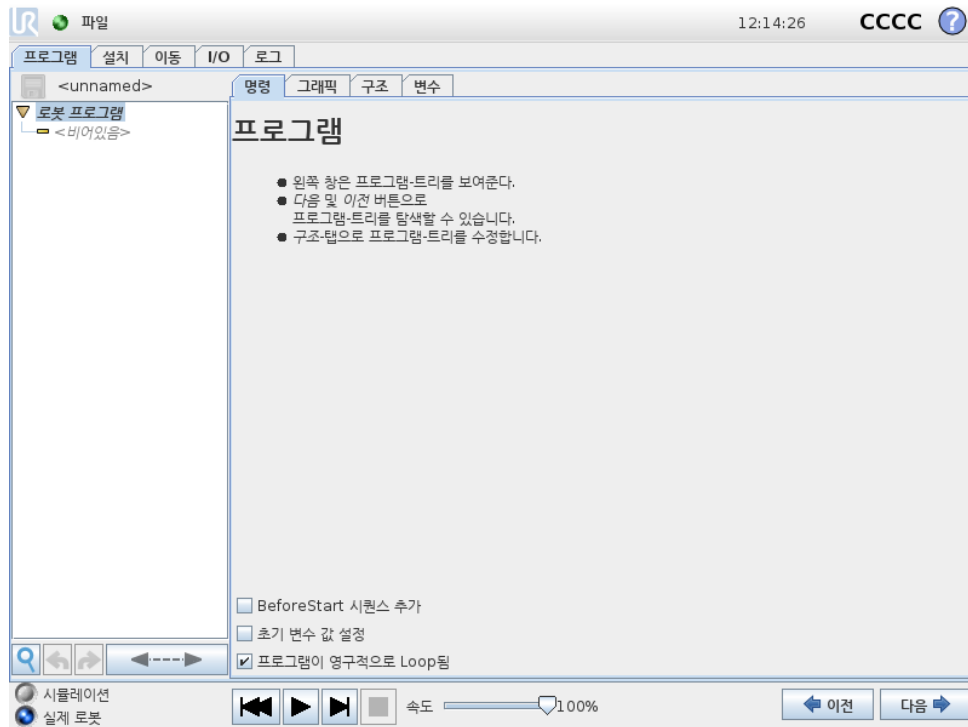 UR 파일 12:14:26 CCCC ?
프로그램 설치 이동 I/O 로그
<unnamed>
명령 그래픽 구조 변수
로봇 프로그램
<비어있음>
프로그램
왼쪽 창은 프로그램-트리를 보여준다.
다음 및 이전 버튼으로
프로그램-트리를 탐색할 수 있습니다.
구조-탭으로 프로그램-트리를 수정합니다.
BeforeStart 시퀀스 추가
초기 변수 값 설정
프로그램이 영구적으로 Loop됨
시뮬레이션
실제 로봇
속도 100%
이전 다음